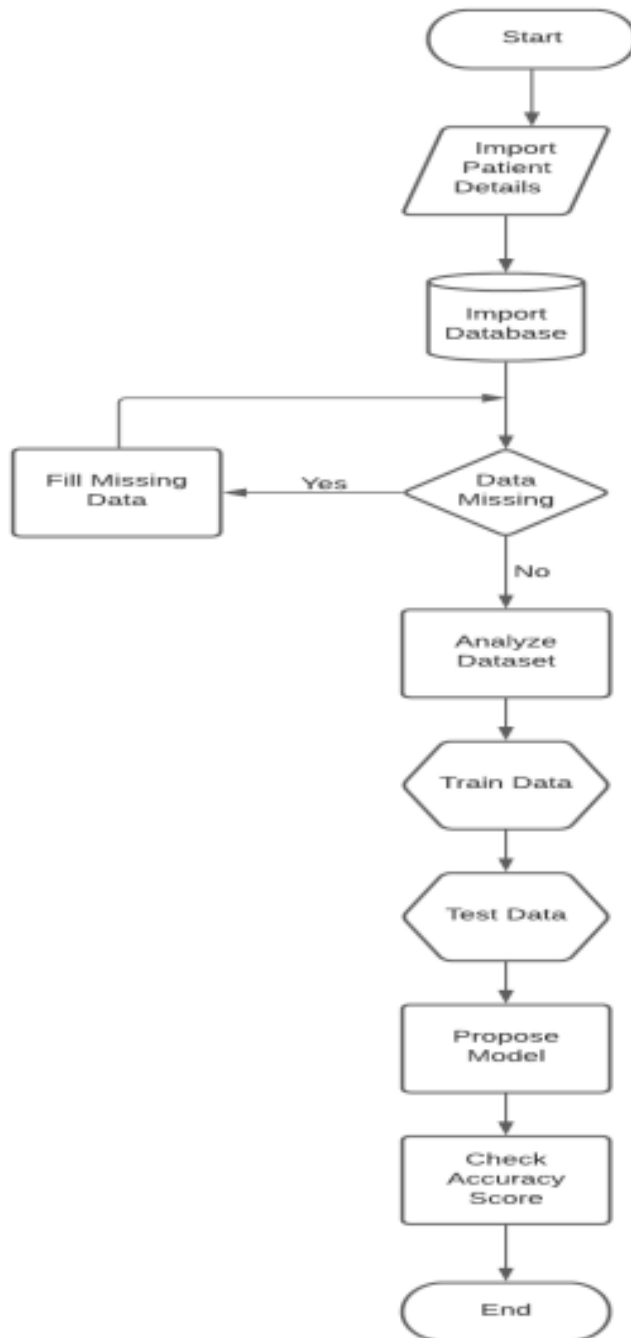 Start
Import
Patient
Details
Import
Database
Fill Missing
Data
Yes
Data
Missing
No
Analyze
Dataset
Train Data
Test Data
Propose
Model
Check
Accuracy
Score
End